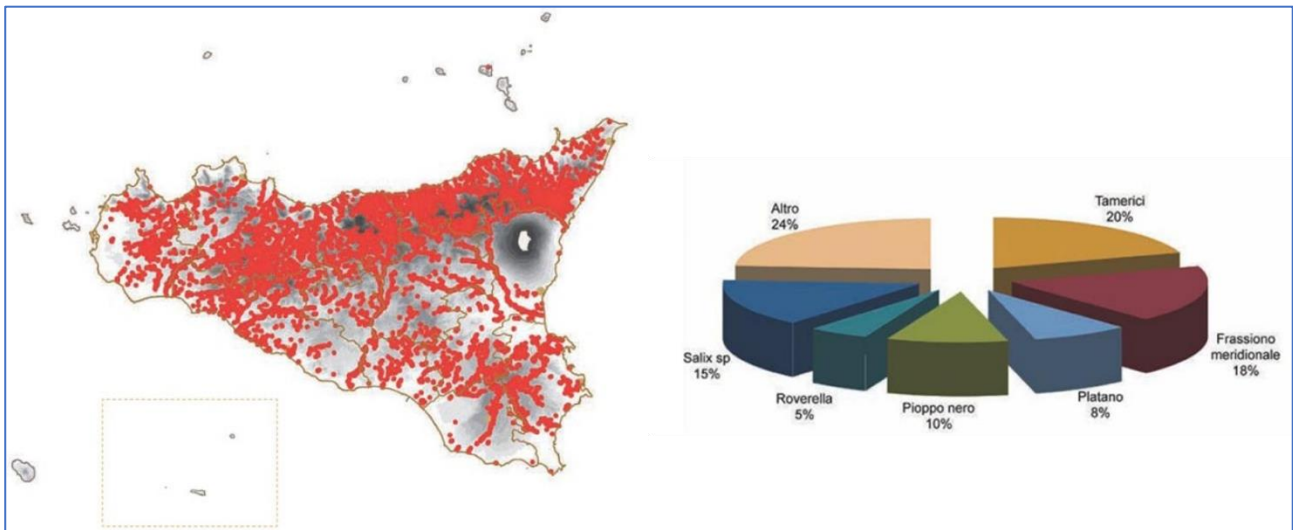 Altro
24%
Tamerici
20%
Frassiono
meridionale
18%
Platano
8%
Pioppo nero
10%
Roverella
5%
Salix sp
15%